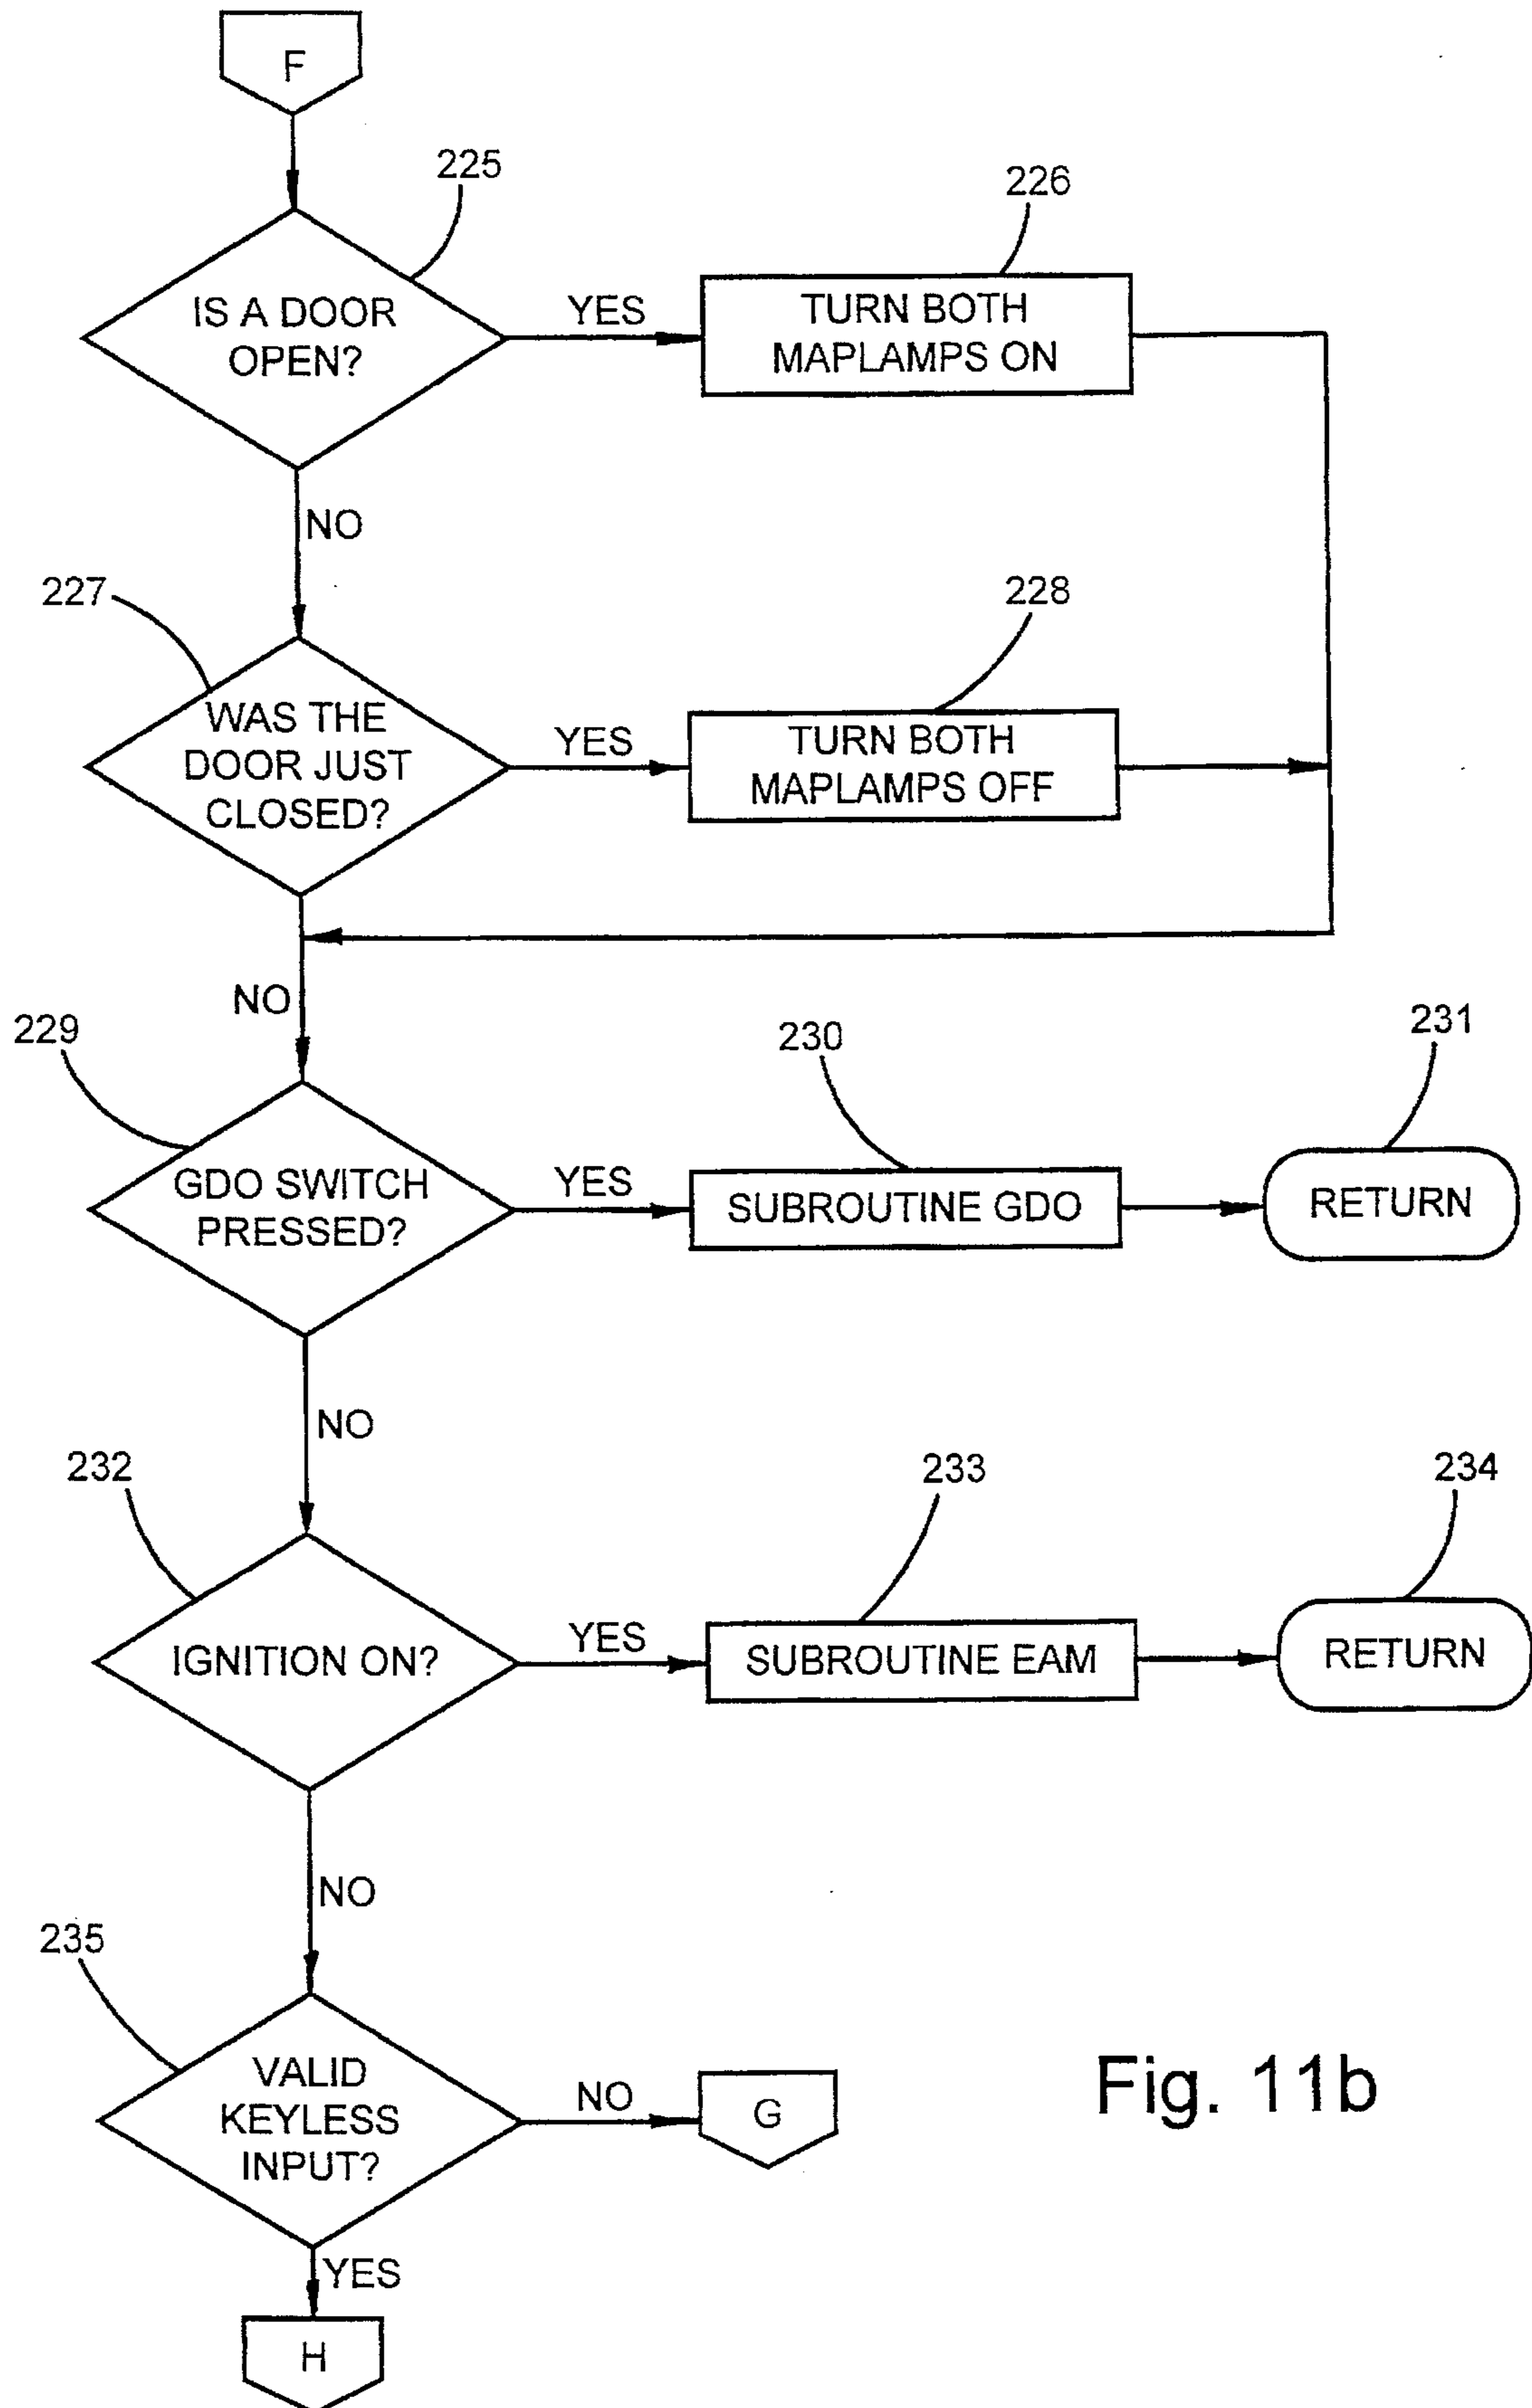 F
225
226
IS A DOOR
OPEN?
YES
TURN BOTH
MAPLAMPS ON
NO
227
228
WAS THE
DOOR JUST
CLOSED?
YES
TURN BOTH
MAPLAMPS OFF
NO
229
230
231
GDO SWITCH
PRESSED?
YES
SUBROUTINE GDO
RETURN
NO
232
233
234
IGNITION ON?
YES
SUBROUTINE EAM
RETURN
NO
235
VALID
KEYLESS
INPUT?
NO
G
YES
H
Fig. 11b